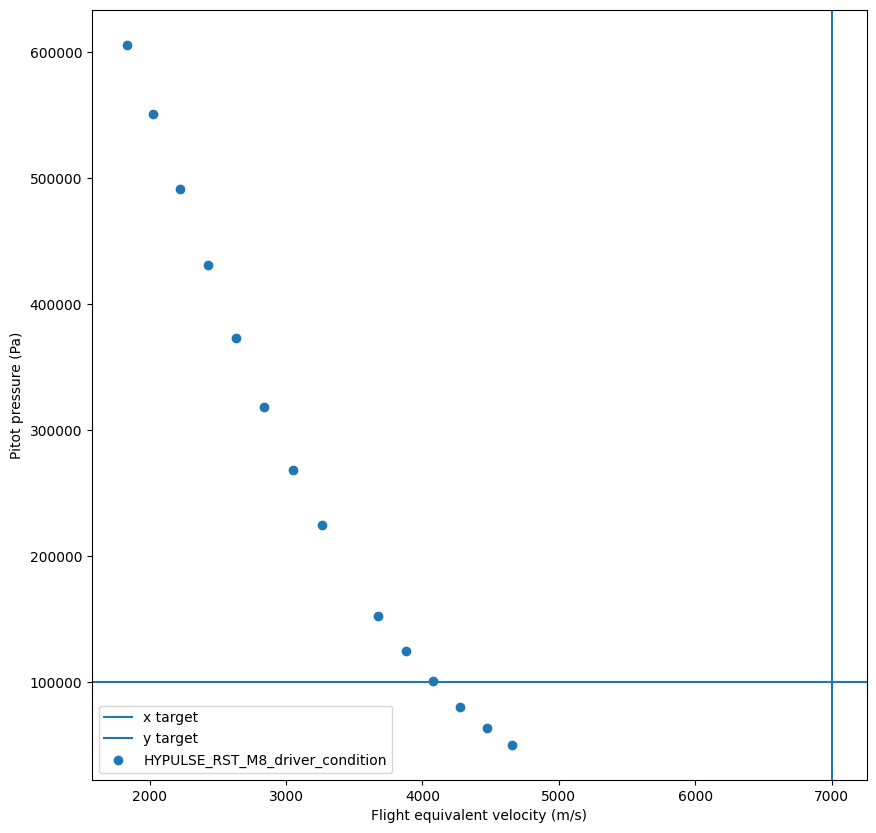 600000
500000
400000
300000
200000
100000
Pitot pressure (Pa)
x target
y target
HYPULSE_RST_M8_driver_condition
2000 3000 4000 5000 6000 7000
Flight equivalent velocity (m/s)